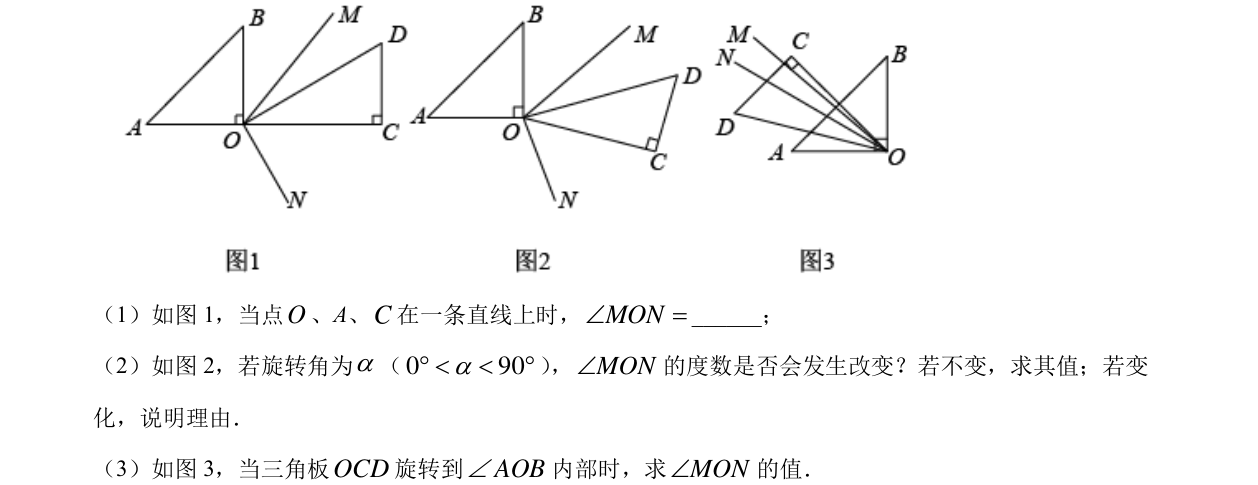 B M D A O C N
B M D A O C N
M C N B D A O
图1 图2 图3
（1）如图 1，当点 O 、A、 C 在一条直线上时，∠MON = ______；
（2）如图 2，若旋转角为 α （ 0° < α < 90° ），∠MON 的度数是否会发生改变？若不变，求其值；若变
化，说明理由．
（3）如图 3，当三角板 OCD 旋转到 ∠AOB 内部时，求 ∠MON 的值．